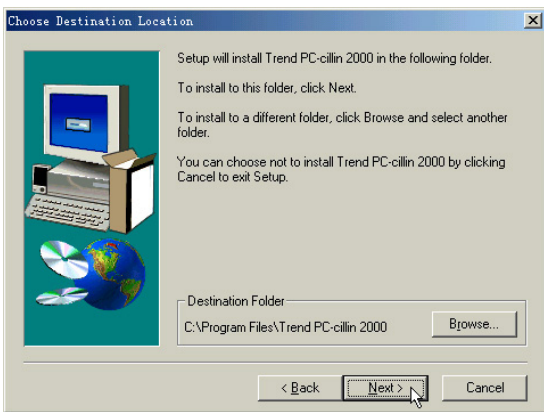 Choose Destination Location
Setup will install Trend PC-cillin 2000 in the following folder.
To install to this folder, click Next.
To install to a different folder, click Browse and select another
folder.
You can choose not to install Trend PC-cillin 2000 by clicking
Cancel to exit Setup.
Destination Folder
C:\Program Files\Trend PC-cillin 2000
Browse...
< Back
Next >
Cancel